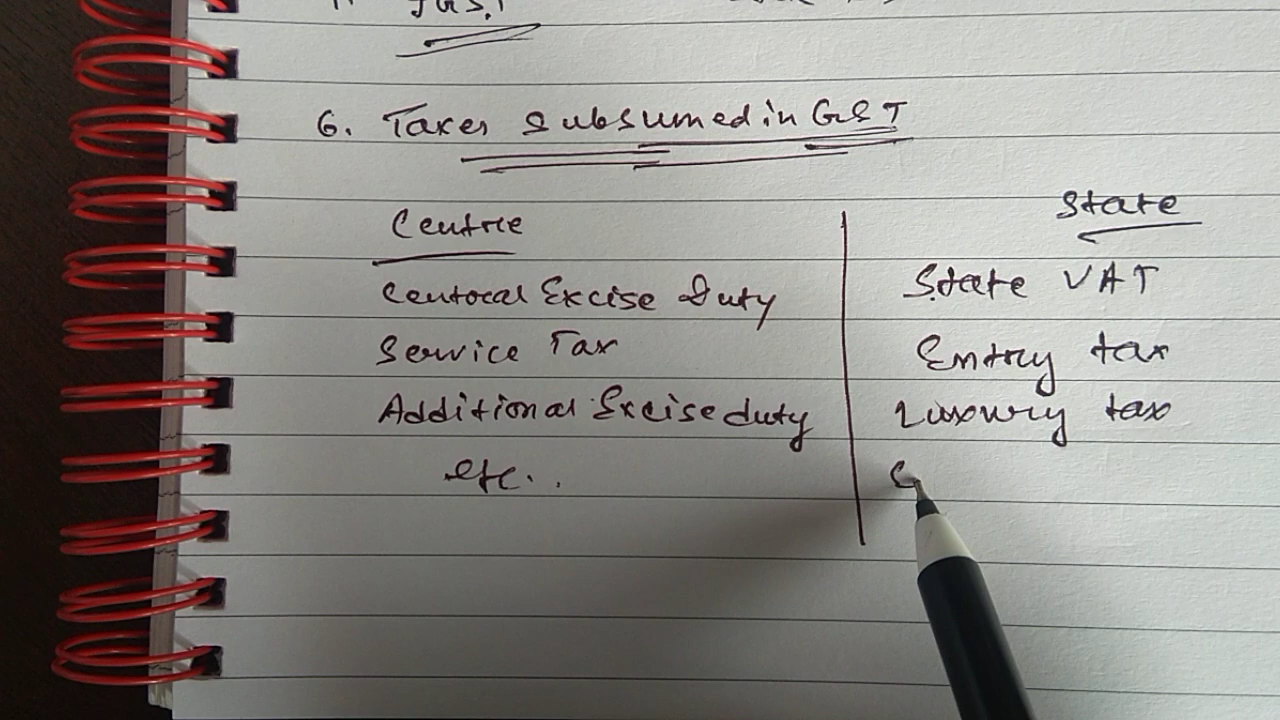 6. Taxes subsumed in GST
Centre
State
Central Excise Duty
State VAT
Service Tax
Entry tax
Additional Excise duty
Luxury tax
etc..